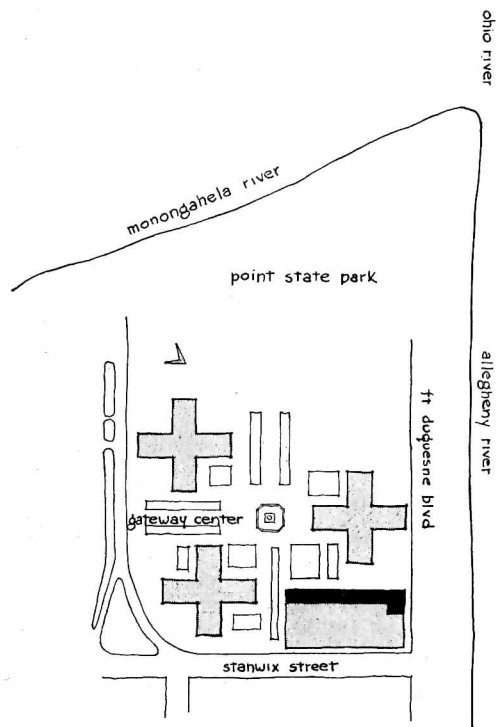 ohio river
monongahela river
point state park
allegheny river
ft duquesne blvd
gateway center
stanwix street